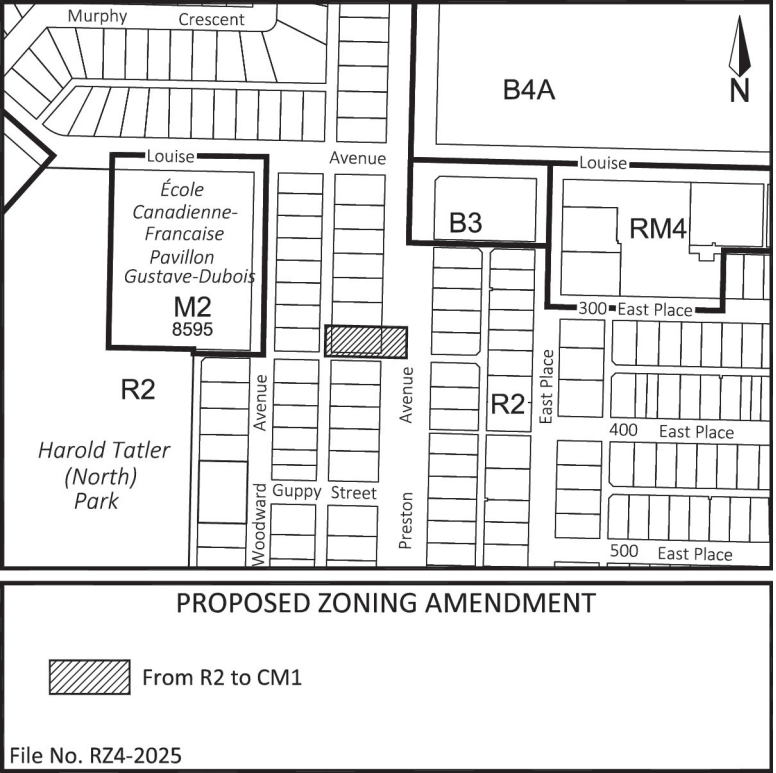 Murphy Crescent
B4A
N
Louise Avenue Louise
École
Canadienne-
Francaise
Pavillon
Gustave-Dubois
M2
8595
B3
RM4
300 East Place
R2
Avenue
Avenue
R2
East Place
400 East Place
Harold Tatler
(North)
Park
Woodward
Guppy Street
Preston
500 East Place
PROPOSED ZONING AMENDMENT
From R2 to CM1
File No. RZ4-2025